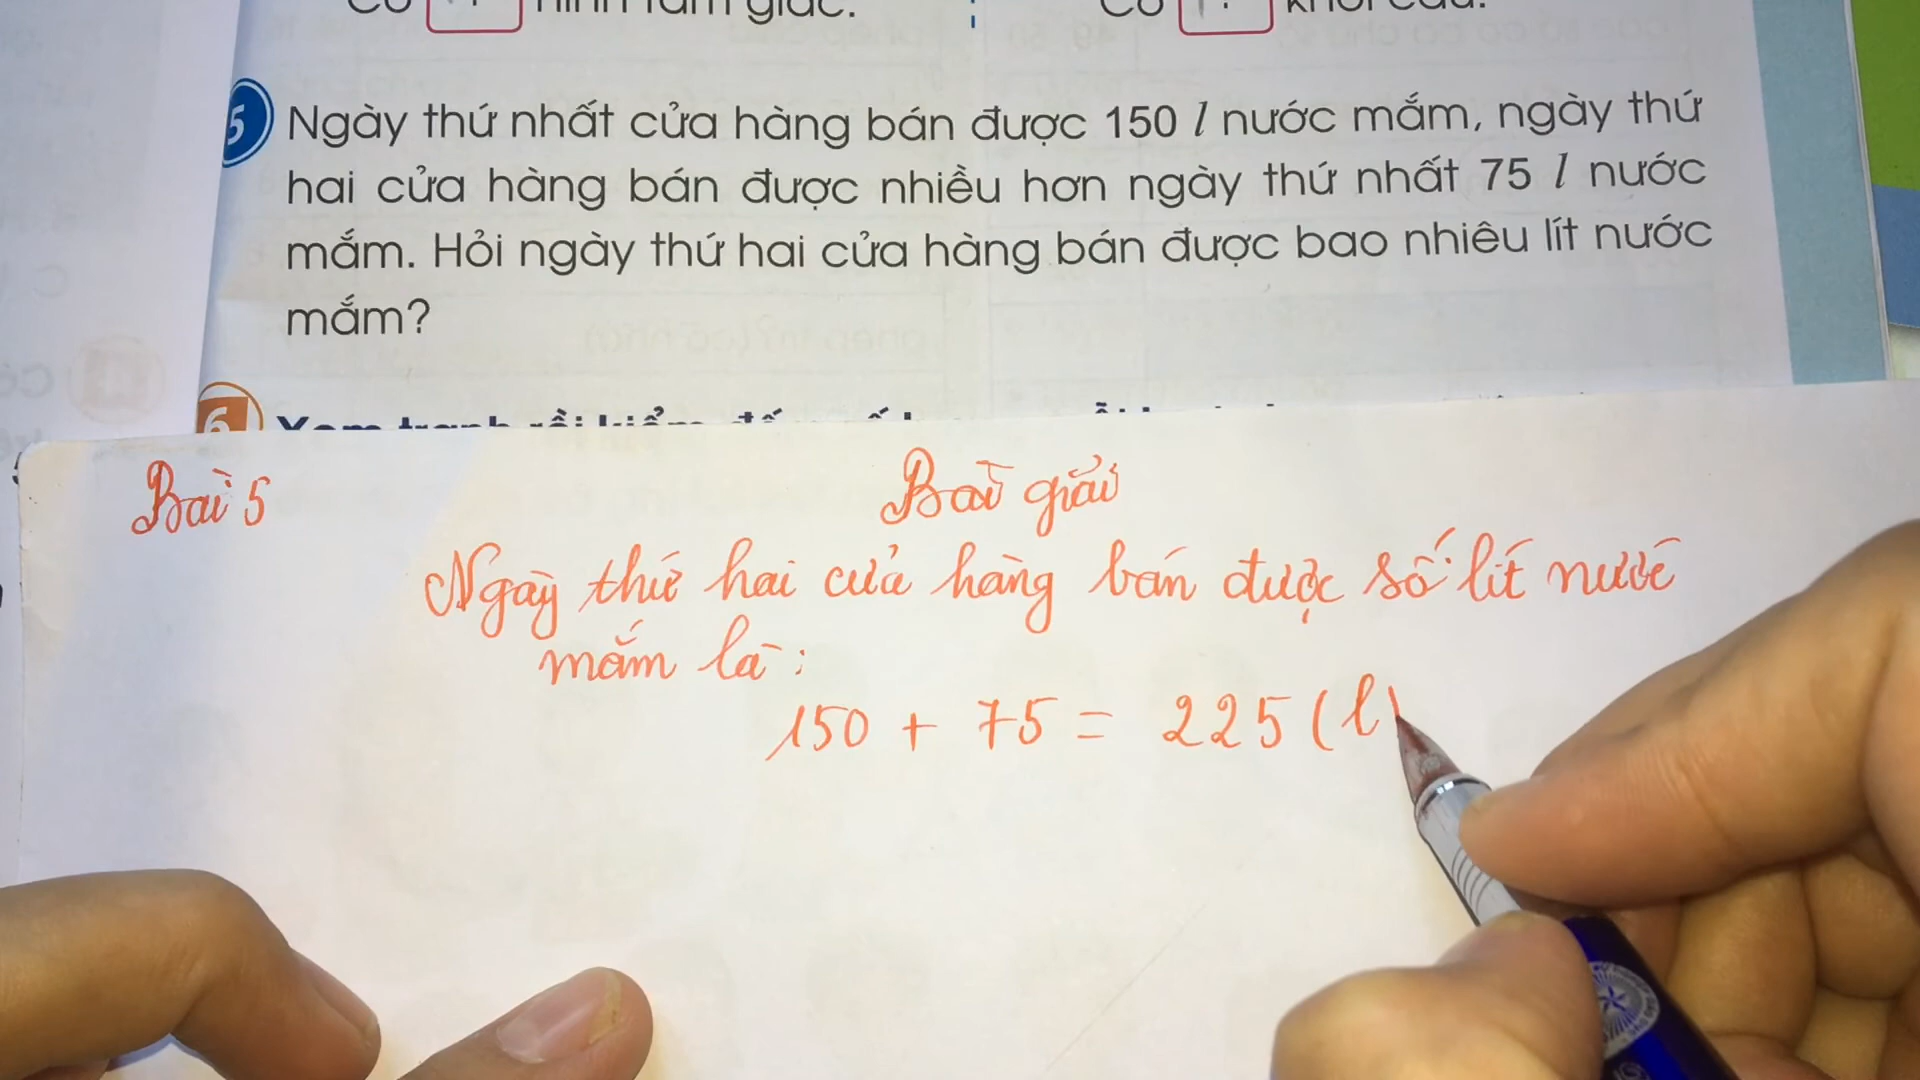 5 Ngày thứ nhất cửa hàng bán được 150 l nước mắm, ngày thứ
hai cửa hàng bán được nhiều hơn ngày thứ nhất 75 l nước
mắm. Hỏi ngày thứ hai cửa hàng bán được bao nhiêu lít nước
mắm?
6
Bài 5
Bài giải
Ngày thứ hai cửa hàng bán được số lít nước
mắm là:
150 + 75 = 225 (l)